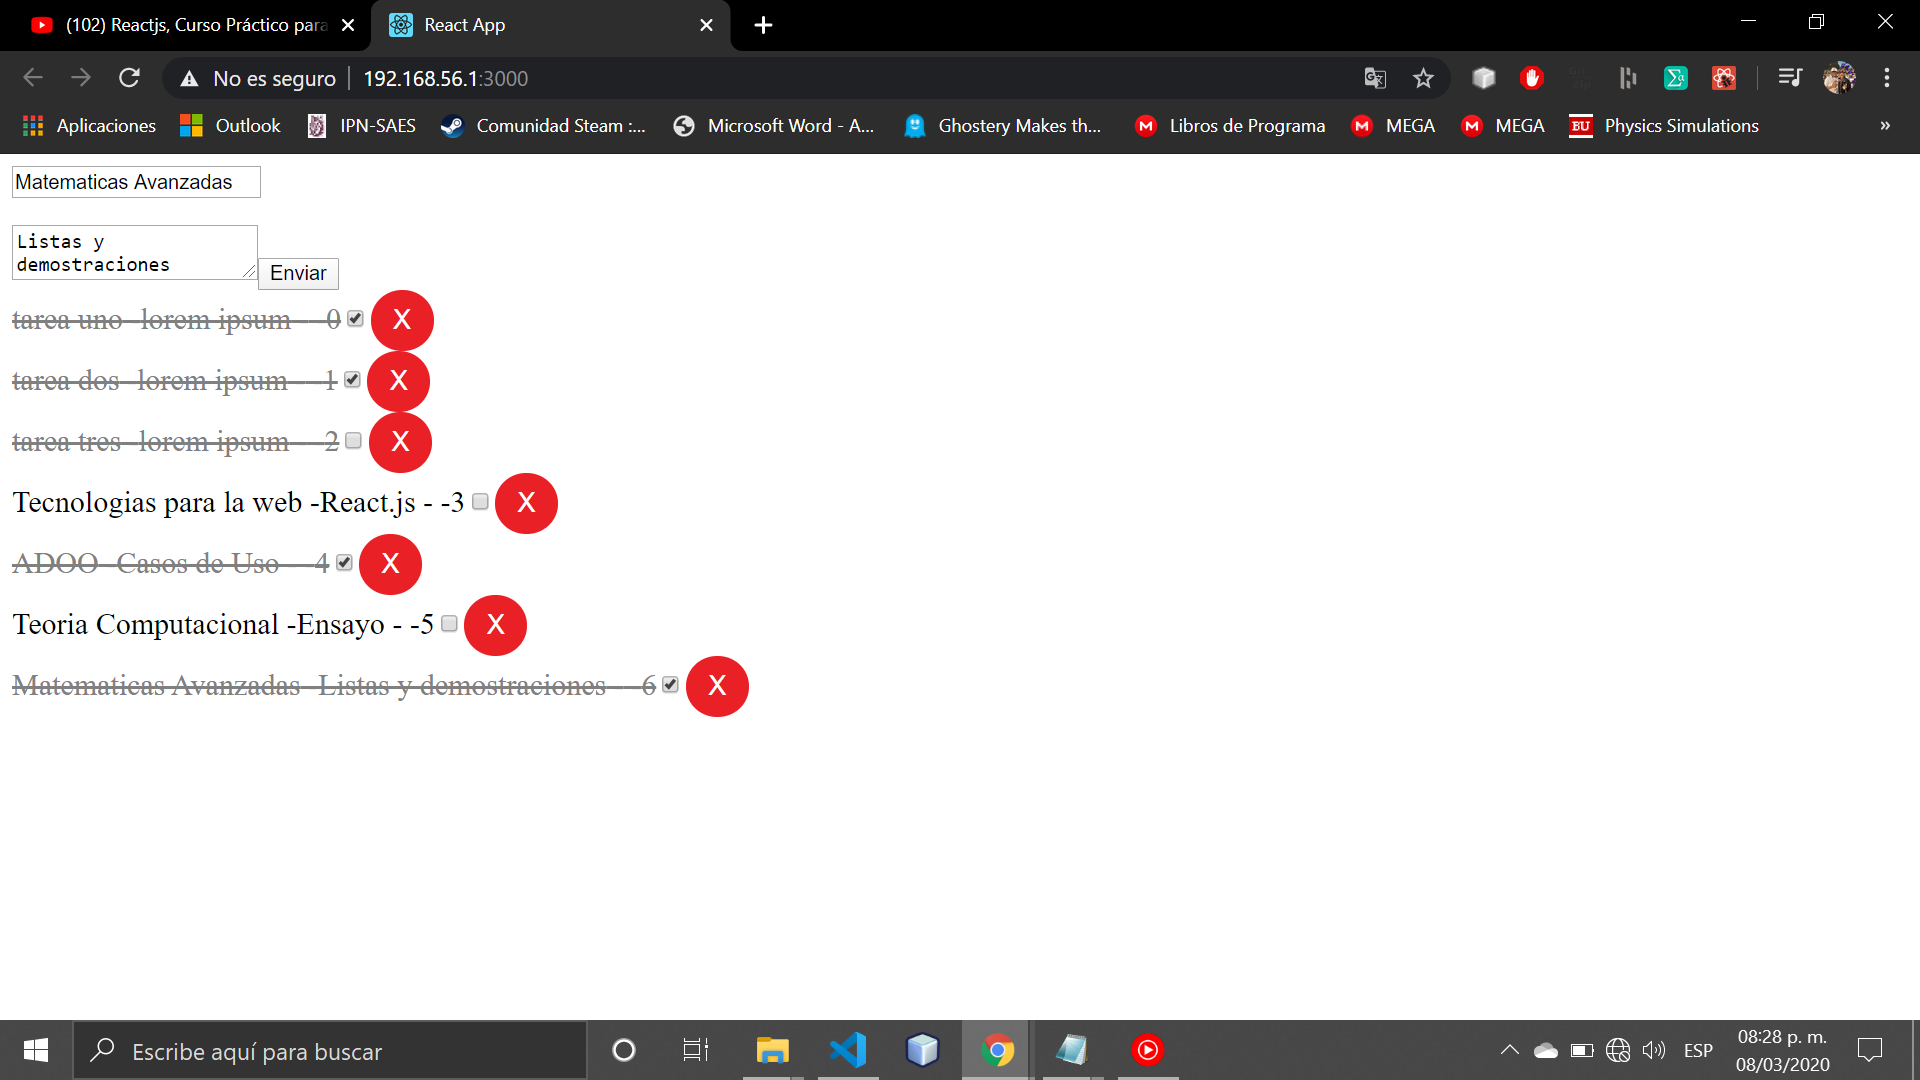 (102) Reactjs, Curso Práctico para
React App
No es seguro
192.168.56.1:3000
Aplicaciones
Outlook
IPN-SAES
Comunidad Steam :...
Microsoft Word - A...
Ghostery Makes th...
Libros de Programa
MEGA
MEGA
BU
Physics Simulations
»
Matematicas Avanzadas
Listas y
demostraciones
Enviar
tarea uno -lorem ipsum - -0 X
tarea dos -lorem ipsum - -1 X
tarea tres -lorem ipsum - -2 X
Tecnologias para la web -React.js - -3 X
ADOO -Casos de Uso - -4 X
Teoria Computacional -Ensayo - -5 X
Matematicas Avanzadas -Listas y demostraciones - -6 X
Escribe aquí para buscar
ESP
08:28 p. m.
08/03/2020